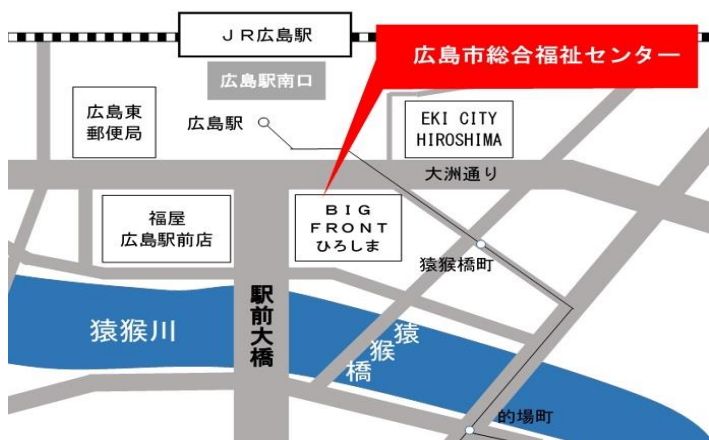 JR広島駅
広島市総合福祉センター
広島駅南口
広島東
郵便局
広島駅
EKI CITY
HIROSHIMA
大洲通り
福屋
広島駅前店
BIG
FRONT
ひろしま
猿猴橋町
駅前大橋
猿猴川
猿猴橋
的場町